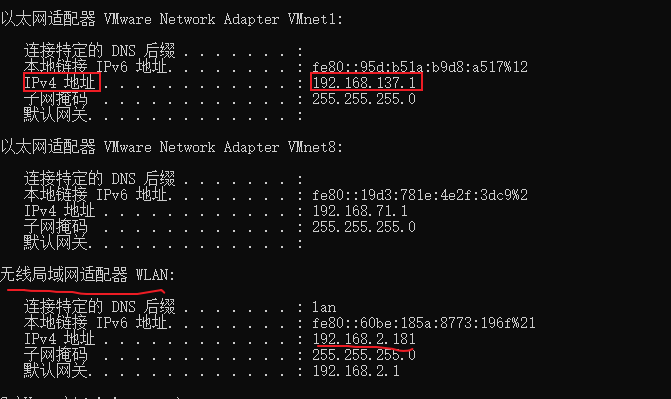 以太网适配器 VMware Network Adapter VMnet1:
连接特定的 DNS 后缀 . . . . . . . :
本地链接 IPv6 地址. . . . . . . . : fe80::95d:b51a:b9d8:a517%12
IPv4 地址 . . . . . . . . . . . . : 192.168.137.1
子网掩码 . . . . . . . . . . . . : 255.255.255.0
默认网关. . . . . . . . . . . . . :
以太网适配器 VMware Network Adapter VMnet8:
连接特定的 DNS 后缀 . . . . . . . :
本地链接 IPv6 地址. . . . . . . . : fe80::19d3:781e:4e2f:3dc9%2
IPv4 地址 . . . . . . . . . . . . : 192.168.71.1
子网掩码 . . . . . . . . . . . . : 255.255.255.0
默认网关. . . . . . . . . . . . . :
无线局域网适配器 WLAN:
连接特定的 DNS 后缀 . . . . . . . : lan
本地链接 IPv6 地址. . . . . . . . : fe80::60be:185a:8773:196f%21
IPv4 地址 . . . . . . . . . . . . : 192.168.2.181
子网掩码 . . . . . . . . . . . . : 255.255.255.0
默认网关. . . . . . . . . . . . . : 192.168.2.1